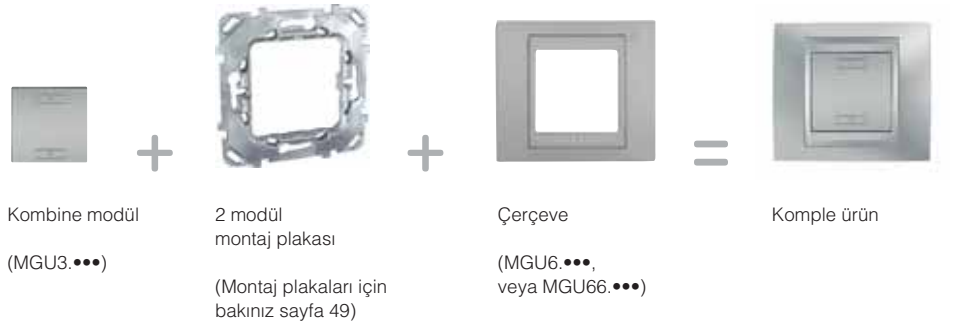 Kombine modül
(MGU3.●●●)
2 modül
montaj plakası
(Montaj plakaları için
bakınız sayfa 49)
Çerçeve
(MGU6.●●●,
veya MGU66.●●●)
Komple ürün